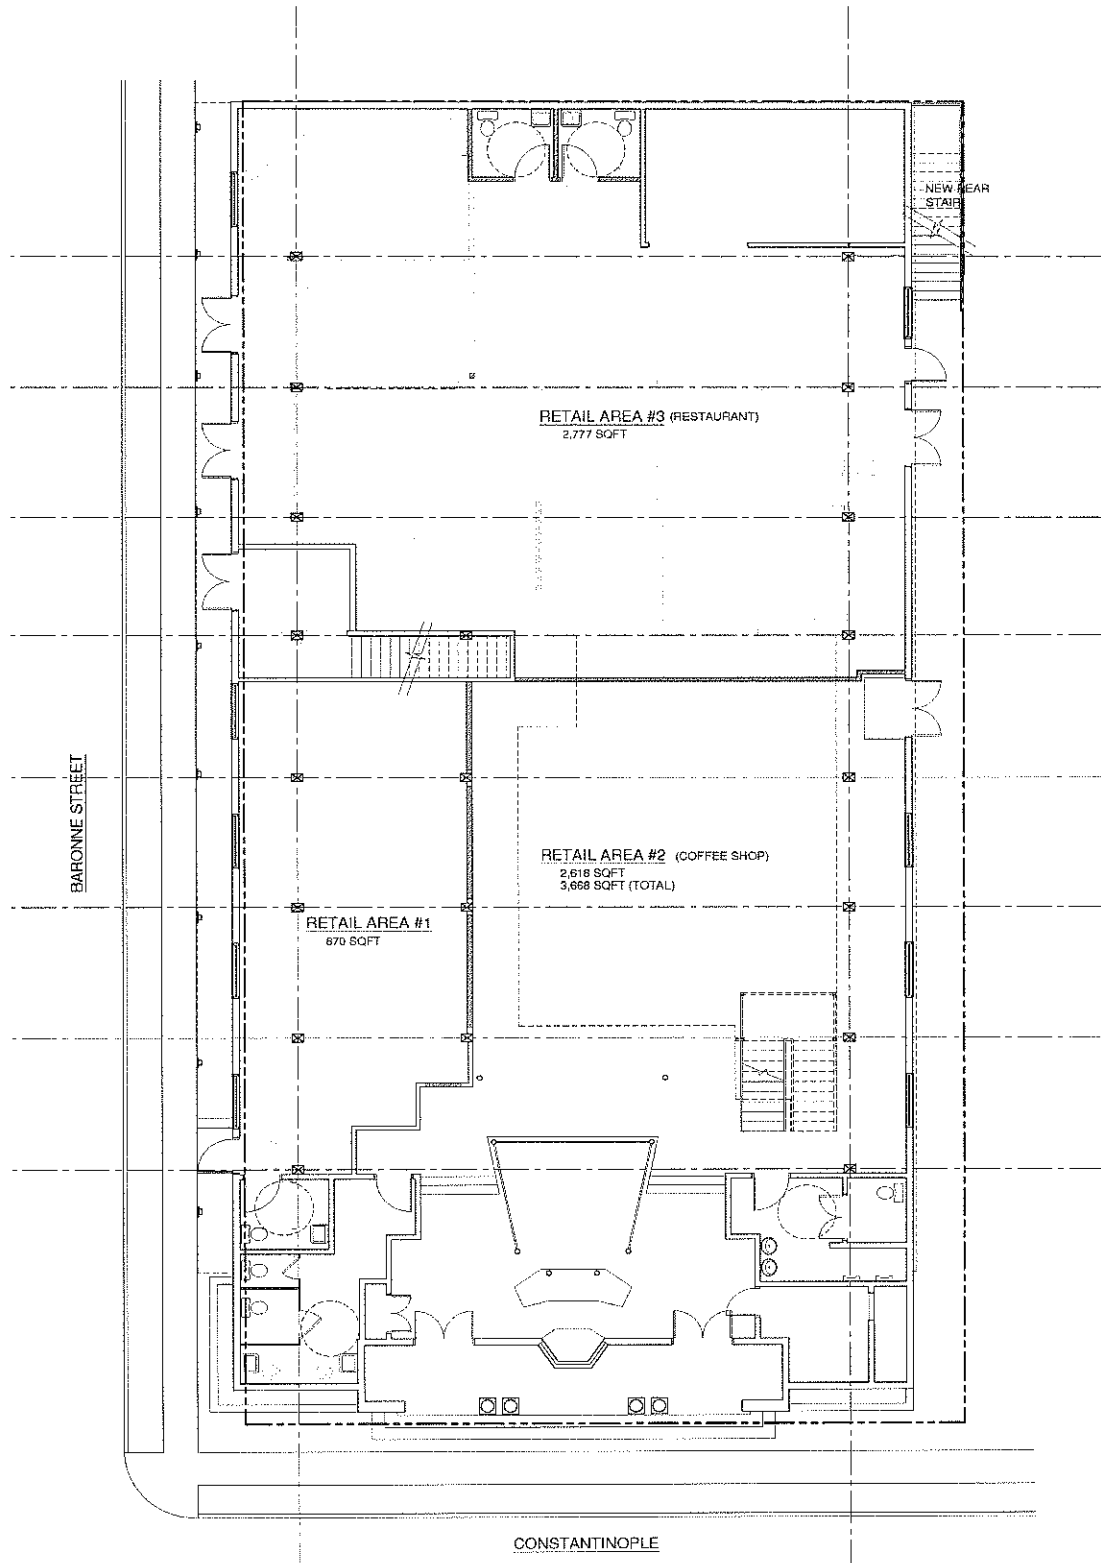 NEW REAR
STAIR
RETAIL AREA #3 (RESTAURANT)
2,777 SQFT
BARONNE STREET
RETAIL AREA #2 (COFFEE SHOP)
2,618 SQFT
3,668 SQFT (TOTAL)
RETAIL AREA #1
870 SQFT
CONSTANTINOPLE